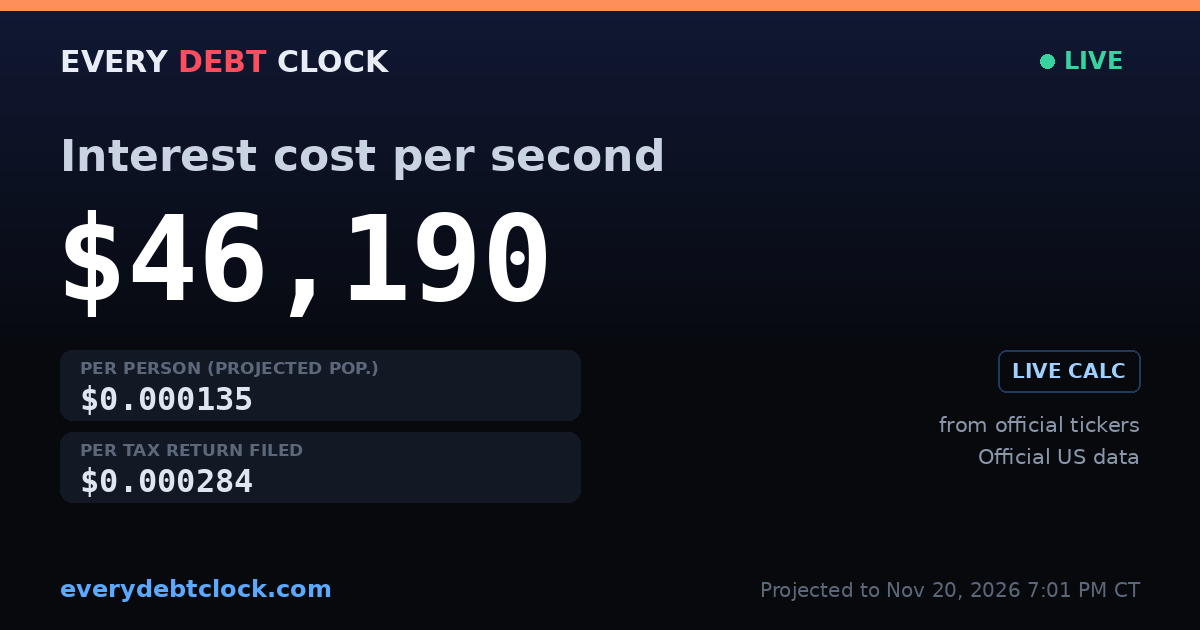 EVERY DEBT CLOCK
LIVE
Interest cost per second
$46,190
PER PERSON (PROJECTED POP.)
$0.000135
PER TAX RETURN FILED
$0.000284
LIVE CALC
from official tickers
Official US data
everydebtclock.com
Projected to Nov 20, 2026 7:01 PM CT